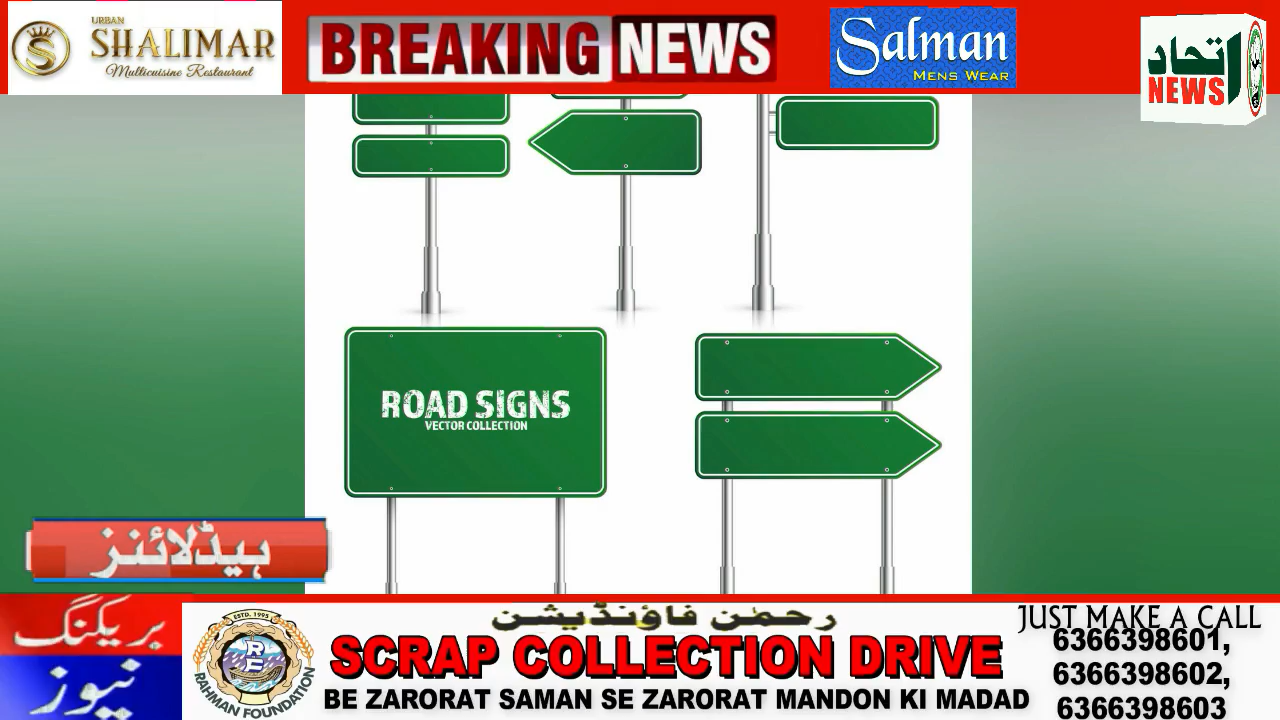 URBAN
SHALIMAR
Multicuisine Restaurant
BREAKING NEWS
Salman
MENS WEAR
اتحاد
NEWS
ROAD SIGNS
VECTOR COLLECTION
ہیڈلائنز
بریکنگ
نیوز
ESTD. 1995
RF
RAHMAN FOUNDATION
رحمٰن فاؤنڈیشن
SCRAP COLLECTION DRIVE
BE ZARORAT SAMAN SE ZARORAT MANDON KI MADAD
JUST MAKE A CALL
6366398601,
6366398602,
6366398603